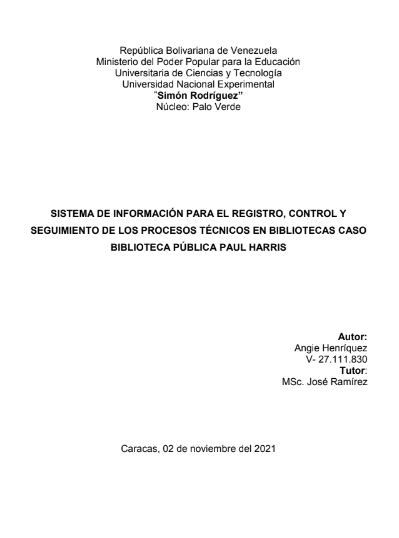 República Bolivariana de Venezuela
Ministerio del Poder Popular para la Educación
Universitaria de Ciencias y Tecnología
Universidad Nacional Experimental
"Simón Rodríguez"
Núcleo: Palo Verde
SISTEMA DE INFORMACIÓN PARA EL REGISTRO, CONTROL Y
SEGUIMIENTO DE LOS PROCESOS TÉCNICOS EN BIBLIOTECAS CASO
BIBLIOTECA PÚBLICA PAUL HARRIS
Autor:
Angie Henríquez
V- 27.111.830
Tutor:
MSc. José Ramírez
Caracas, 02 de noviembre del 2021